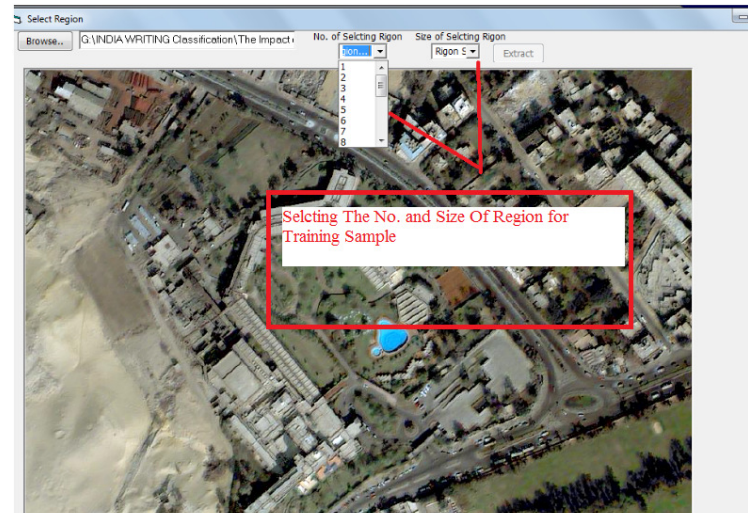 Select Region
Browse.. G:\INDIA WRITING Classification\The Impact
No. of Selcting Rigon Size of Selcting Rigon
gion... Rigon S Extract
1
2
3
4
5
6
7
8
Selcting The No. and Size Of Region for
Training Sample